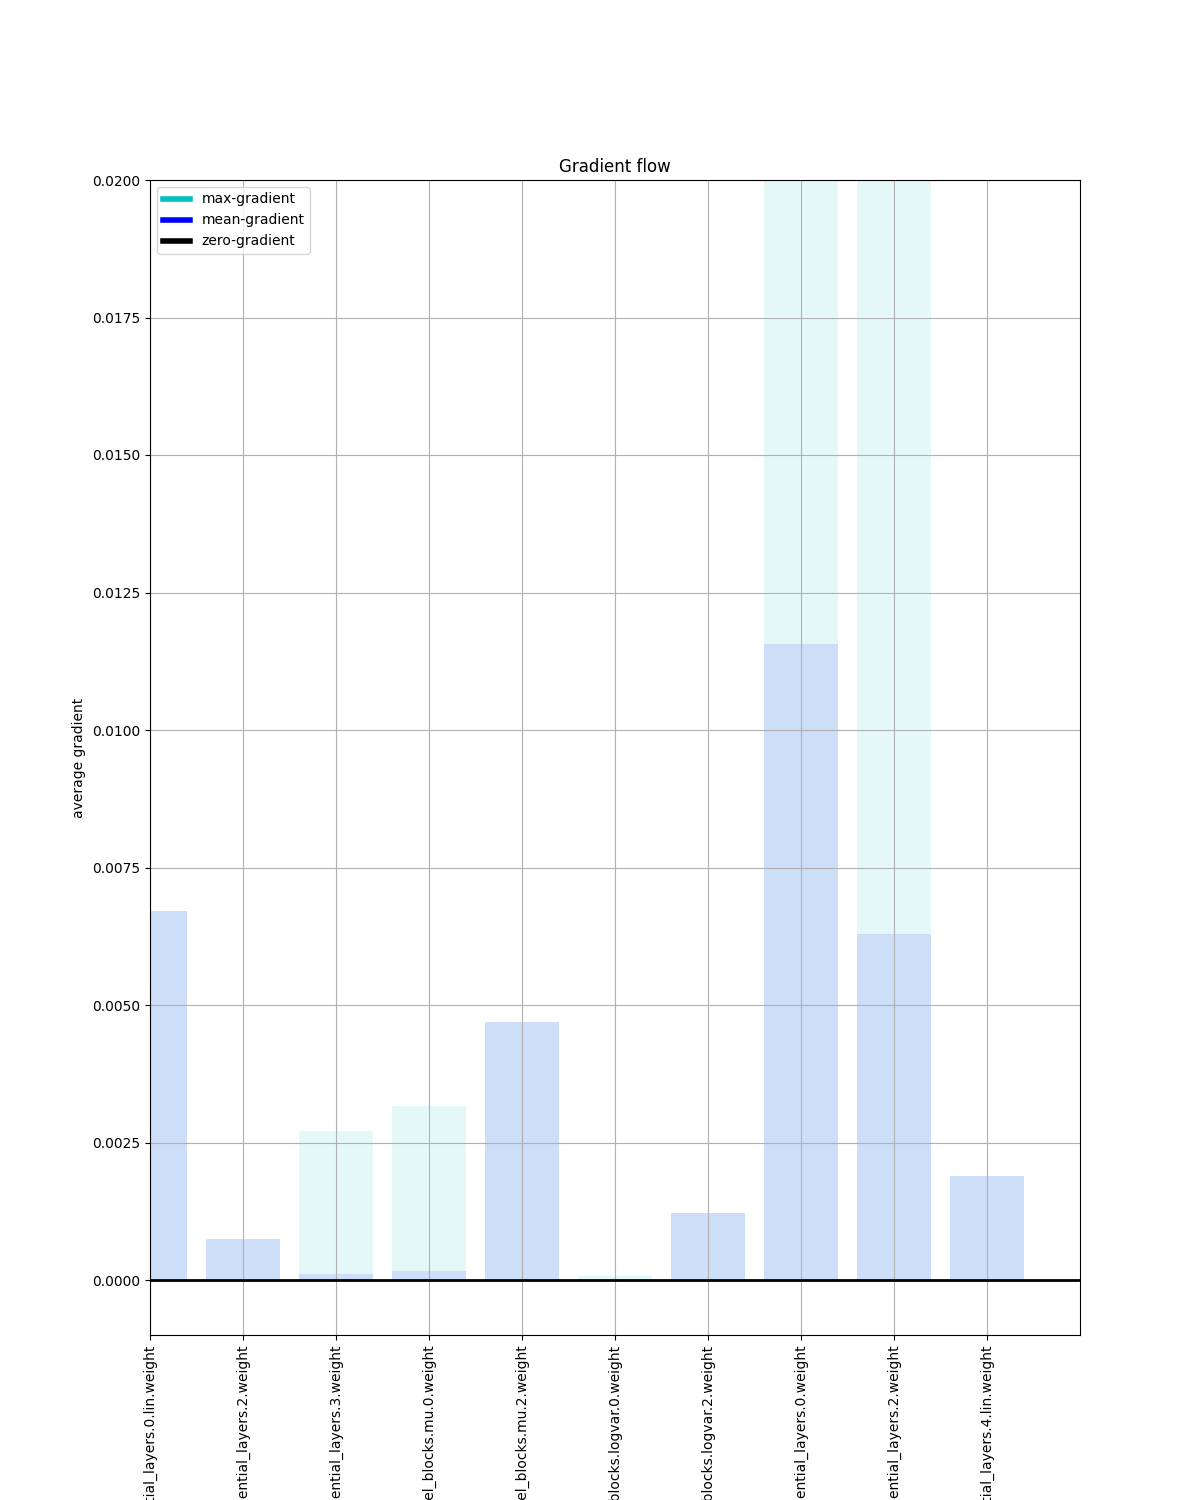 Gradient flow
max-gradient
mean-gradient
zero-gradient
0.0200
0.0175
0.0150
0.0125
0.0100
0.0075
0.0050
0.0025
0.0000
average gradient
tial_layers.0.lin.weight
ential_layers.2.weight
ential_layers.3.weight
el_blocks.mu.0.weight
el_blocks.mu.2.weight
blocks.logvar.0.weight
blocks.logvar.2.weight
ential_layers.0.weight
ential_layers.2.weight
tial_layers.4.lin.weight